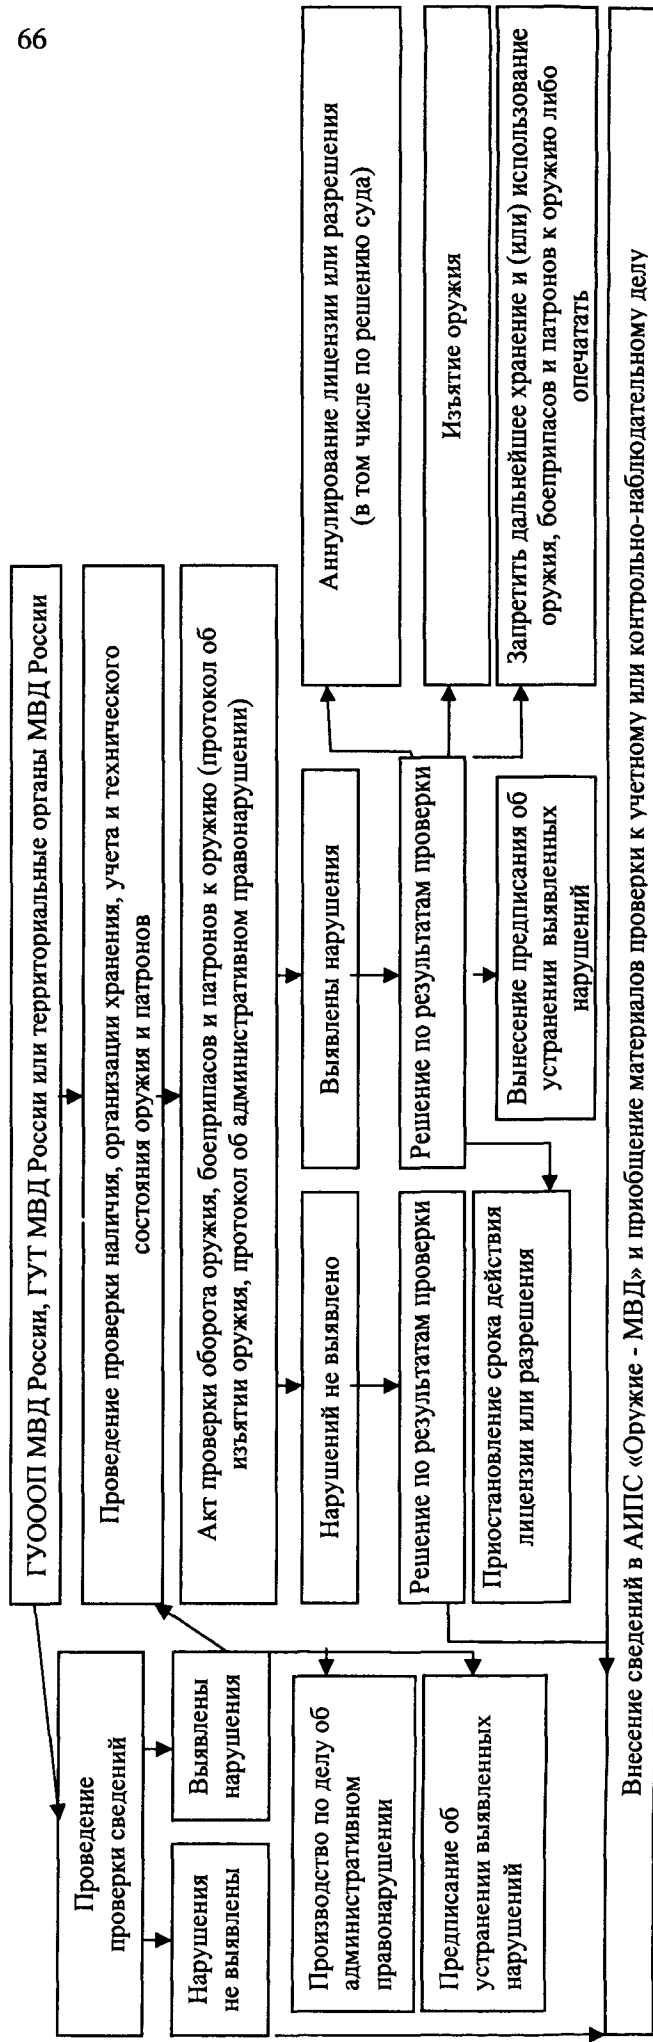 66
ГУОООП МВД России, ГУТ МВД России или территориальные органы МВД России
Проведение
проверки сведений
Проведение проверки наличия, организации хранения, учета и технического
состояния оружия и патронов
Нарушения
не выявлены
Выявлены
нарушения
Акт проверки оборота оружия, боеприпасов и патронов к оружию (протокол об
изъятии оружия, протокол об административном правонарушении)
Производство по делу об
административном
правонарушении
Нарушений не выявлено
Выявлены нарушения
Аннулирование лицензии или разрешения
(в том числе по решению суда)
Предписание об
устранении выявленных
нарушений
Решение по результатам проверки
Решение по результатам проверки
Изъятие оружия
Приостановление срока действия
лицензии или разрешения
Вынесение предписания об
устранении выявленных
нарушений
Запретить дальнейшее хранение и (или) использование
оружия, боеприпасов и патронов к оружию либо
опечатать
Внесение сведений в АИПС «Оружие - МВД» и приобщение материалов проверки к учетному или контрольно-наблюдательному делу